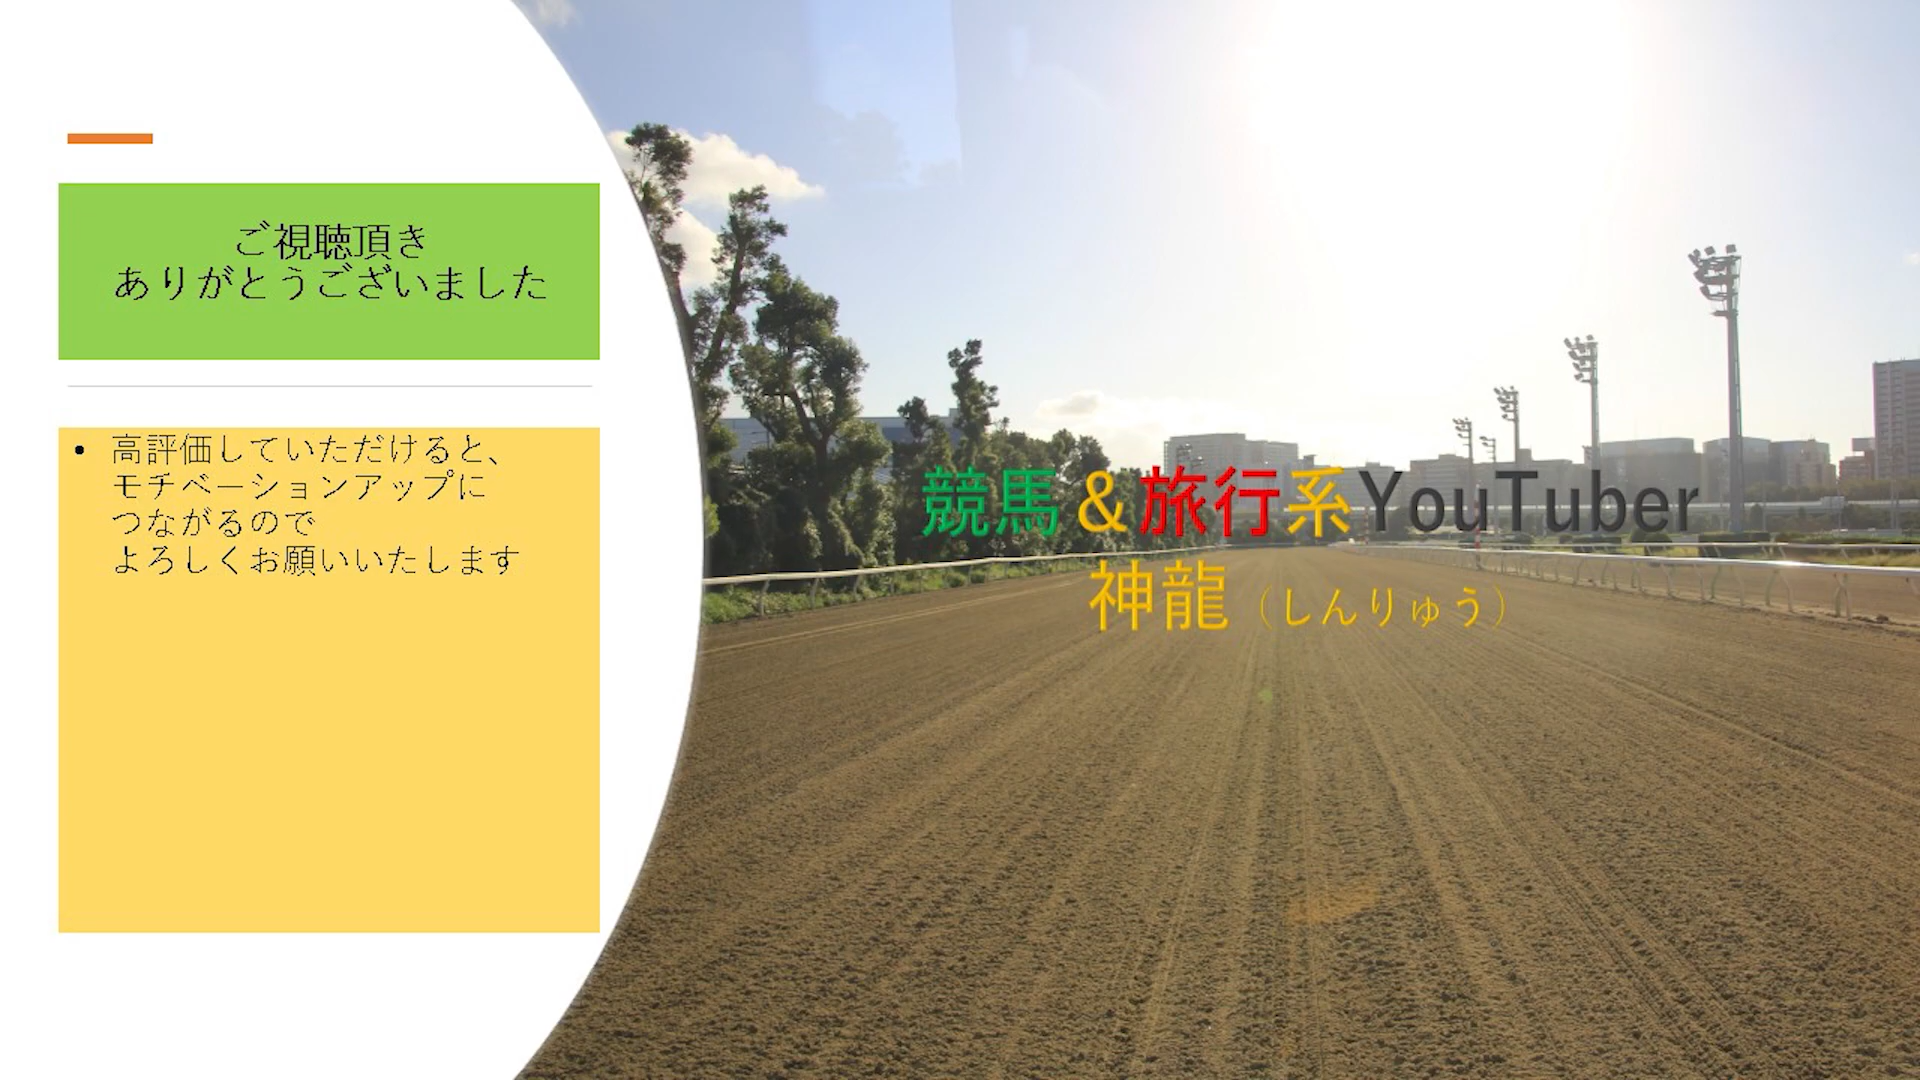 ご視聴頂き
ありがとうございました
• 高評価していただけると、
モチベーションアップに
つながるので
よろしくお願いいたします
競馬&旅行系YouTuber
神龍（しんりゅう）